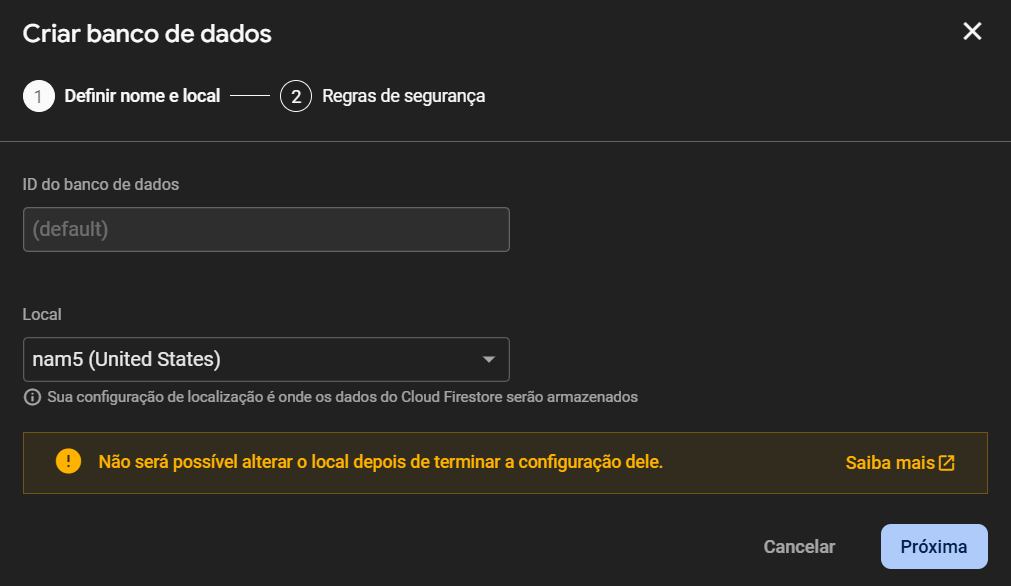 Criar banco de dados
1 Definir nome e local 2 Regras de segurança
ID do banco de dados
(default)
Local
nam5 (United States)
Sua configuração de localização é onde os dados do Cloud Firestore serão armazenados
Não será possível alterar o local depois de terminar a configuração dele. Saiba mais
Cancelar Próxima